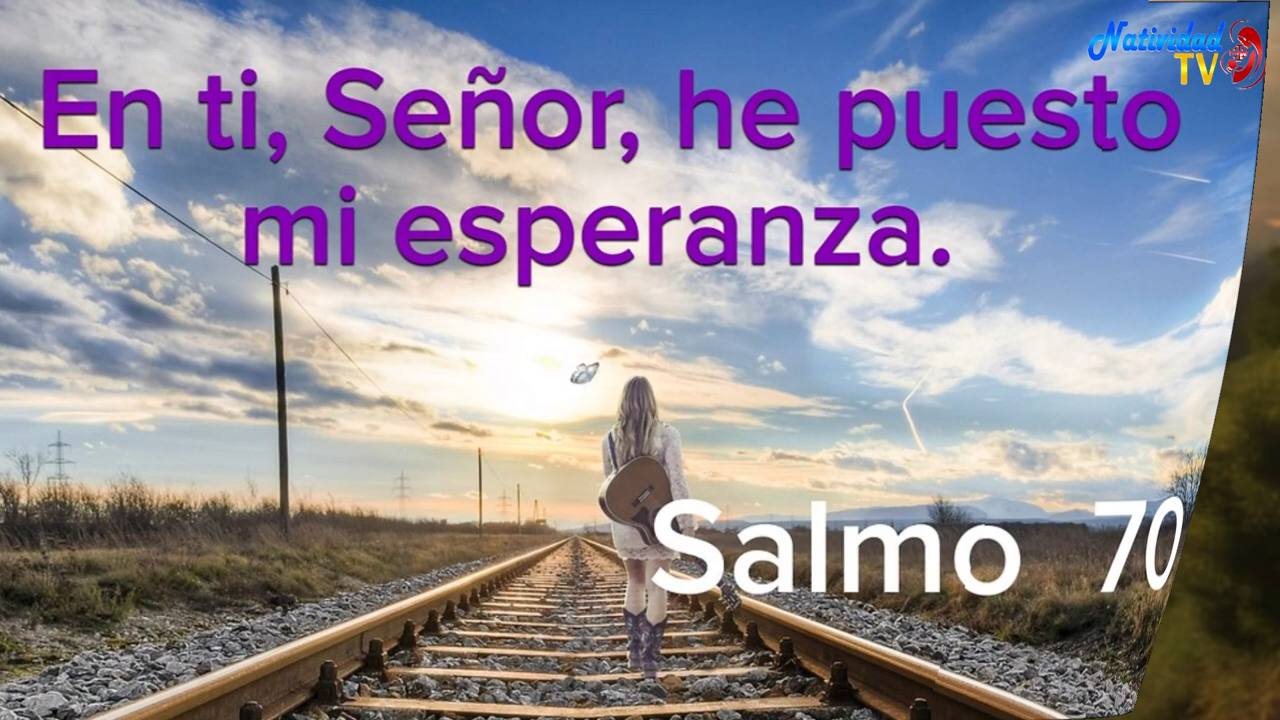 Natividad
TV
En ti, Señor, he puesto
mi esperanza.
Salmo 70